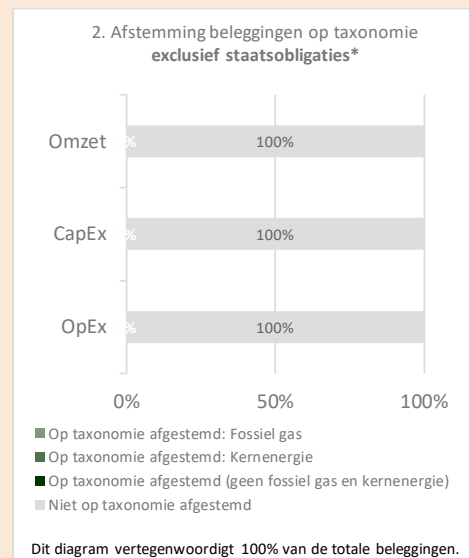 2. Afstemming beleggingen op taxonomie
exclusief staatsobligaties*
Omzet % 100%
CapEx % 100%
OpEx % 100%
0% 50% 100%
Op taxonomie afgestemd: Fossiel gas
Op taxonomie afgestemd: Kernenergie
Op taxonomie afgestemd (geen fossiel gas en kernenergie)
Niet op taxonomie afgestemd
Dit diagram vertegenwoordigt 100% van de totale beleggingen.